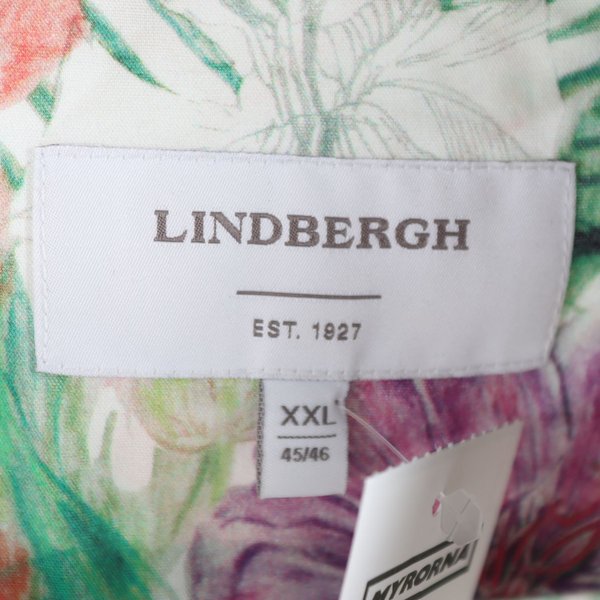 LINDBERGH
EST. 1927
XXL
45/46
MYRORNA